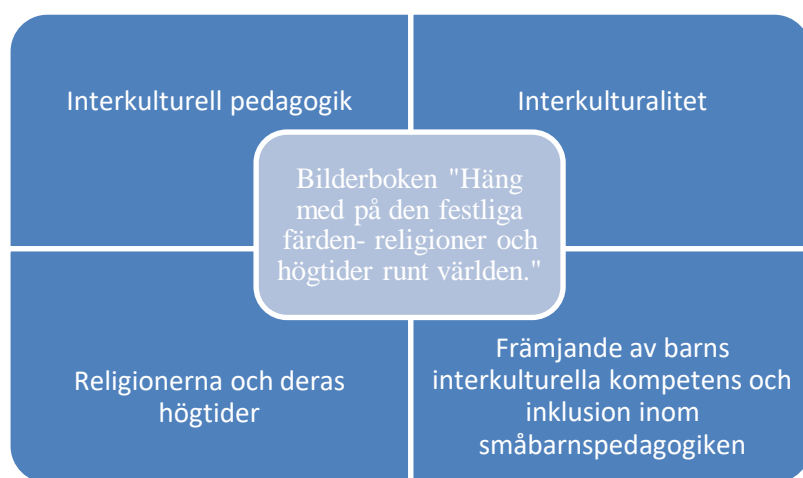 Interkulturell pedagogik
Interkulturalitet
Bilderboken "Häng
med på den festliga
färden- religioner och
högtider runt världen."
Religionerna och deras
högtider
Främjande av barns
interkulturella kompetens och
inklusion inom
småbarnspedagogiken